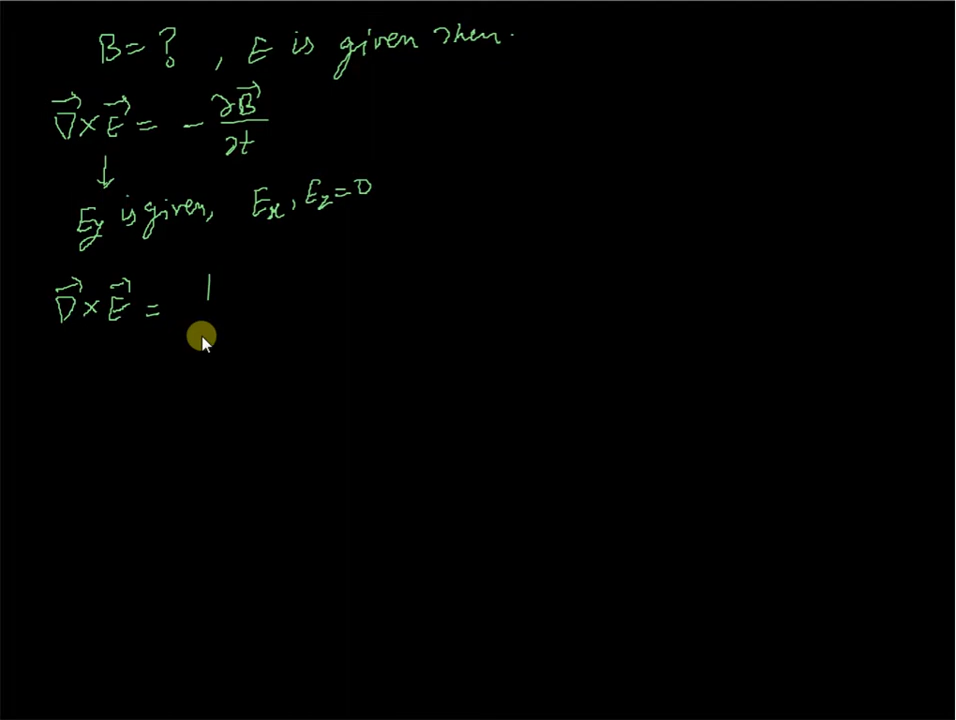 B = ? , E is given then.
∇⃗ × E⃗ = - ∂B⃗/∂t
↓
Ey is given, Ex, Ez = 0
∇⃗ × E⃗ = |